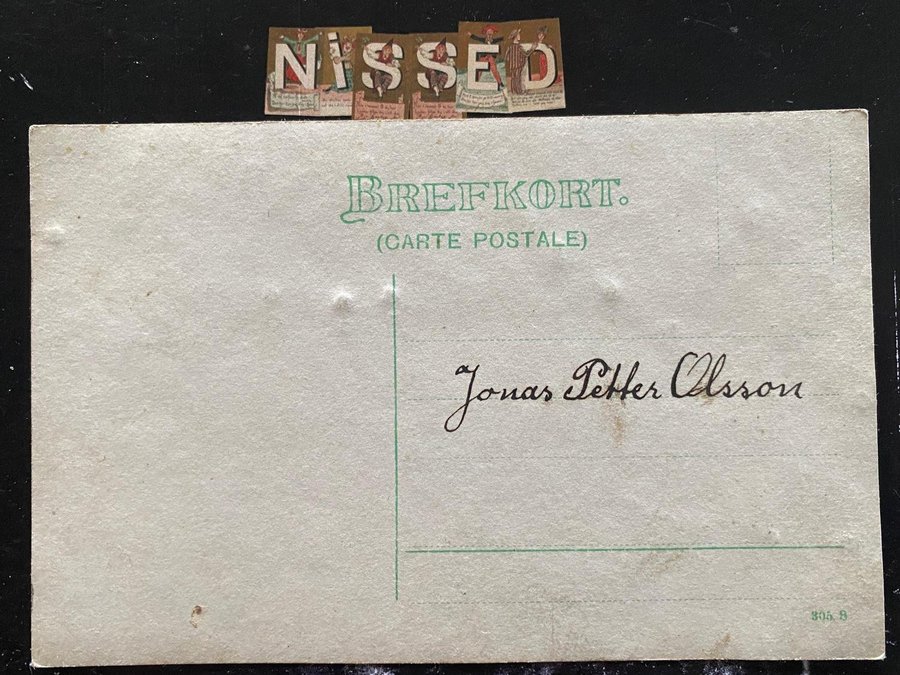 NiSSED
BREFKORT.
(CARTE POSTALE)
Jonas Petter Olsson
305. B